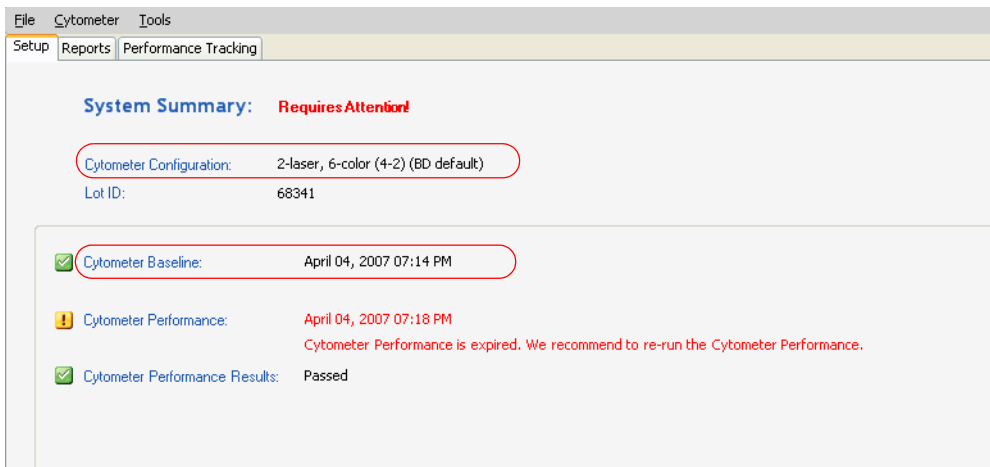 File Cytometer Tools
Setup Reports Performance Tracking
System Summary: Requires Attention!
Cytometer Configuration: 2-laser, 6-color (4-2) (BD default)
Lot ID: 68341
Cytometer Baseline: April 04, 2007 07:14 PM
Cytometer Performance: April 04, 2007 07:18 PM
Cytometer Performance is expired. We recommend to re-run the Cytometer Performance.
Cytometer Performance Results: Passed